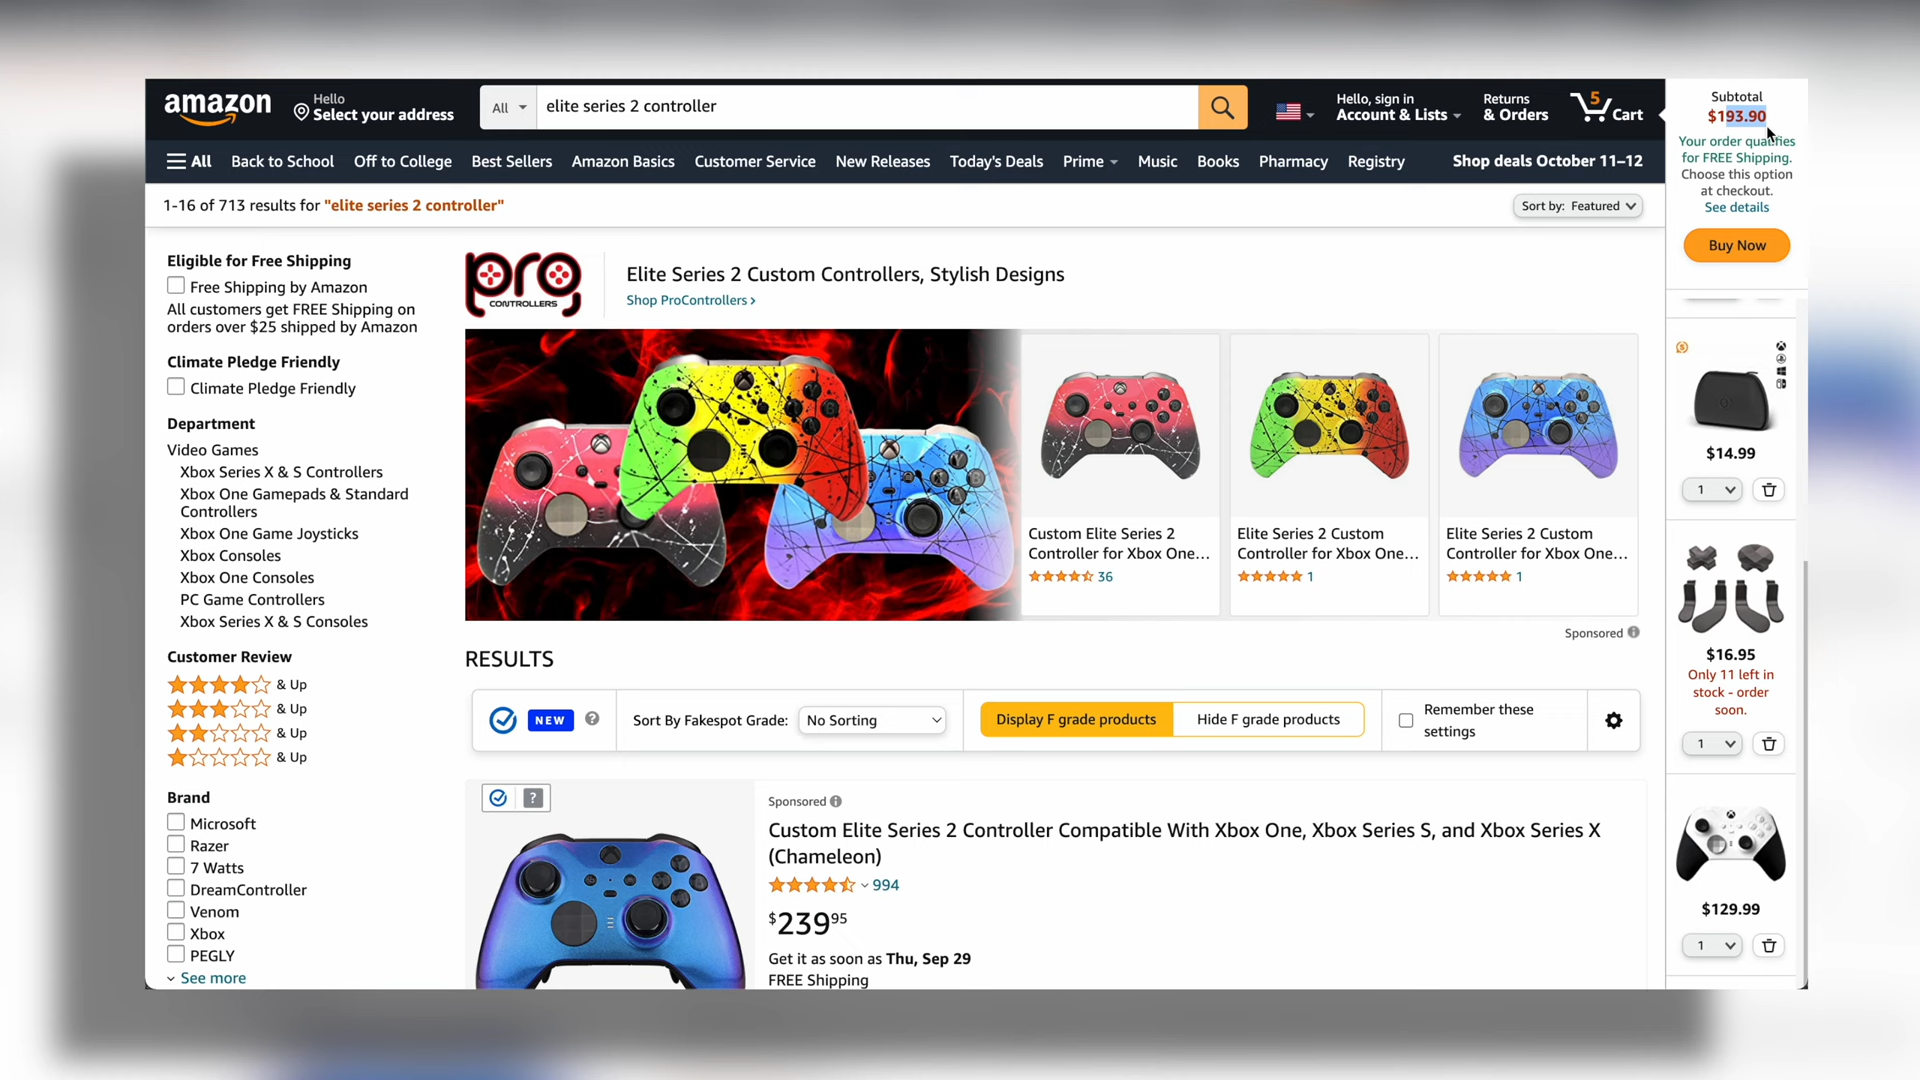 amazon
Hello
Select your address
All
elite series 2 controller
Hello, sign in
Account & Lists
Returns
& Orders
5
Cart
All
Back to School
Off to College
Best Sellers
Amazon Basics
Customer Service
New Releases
Today's Deals
Prime
Music
Books
Pharmacy
Registry
Shop deals October 11–12
1-16 of 713 results for "elite series 2 controller"
Sort by: Featured
Eligible for Free Shipping
Free Shipping by Amazon
All customers get FREE Shipping on
orders over $25 shipped by Amazon
Climate Pledge Friendly
Climate Pledge Friendly
Department
Video Games
Xbox Series X & S Controllers
Xbox One Gamepads & Standard
Controllers
Xbox One Game Joysticks
Xbox Consoles
Xbox One Consoles
PC Game Controllers
Xbox Series X & S Consoles
Customer Review
& Up
& Up
& Up
& Up
Brand
Microsoft
Razer
7 Watts
DreamController
Venom
Xbox
PEGLY
See more
pro
CONTROLLERS
Elite Series 2 Custom Controllers, Stylish Designs
Shop ProControllers ›
Custom Elite Series 2
Controller for Xbox One...
36
Elite Series 2 Custom
Controller for Xbox One...
1
Elite Series 2 Custom
Controller for Xbox One...
1
Sponsored
RESULTS
NEW
?
Sort By Fakespot Grade:
No Sorting
Display F grade products
Hide F grade products
Remember these
settings
?
Sponsored
Custom Elite Series 2 Controller Compatible With Xbox One, Xbox Series S, and Xbox Series X
(Chameleon)
994
$23995
Get it as soon as Thu, Sep 29
FREE Shipping
Subtotal
$193.90
Your order qualifies
for FREE Shipping.
Choose this option
at checkout.
See details
Buy Now
$14.99
1
$16.95
Only 11 left in
stock - order
soon.
1
$129.99
1